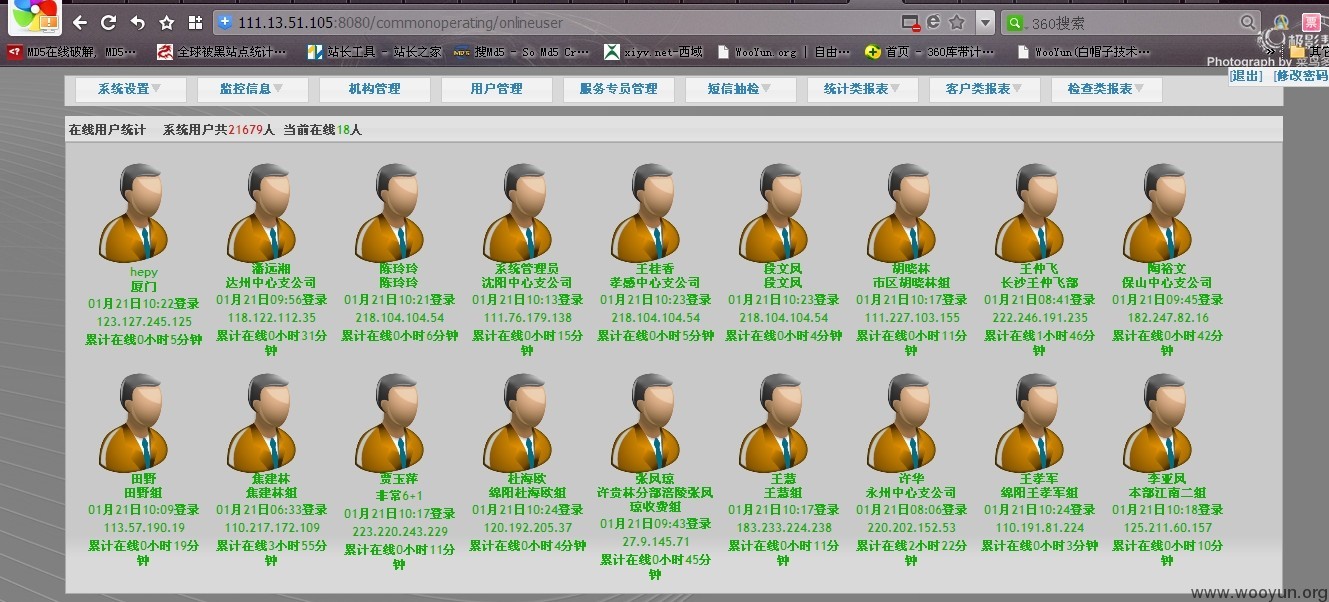 111.13.51.105:8080/commonoperating/onlineuser
360搜索
MD5在线破解, MD5…
全球被黑站点统计…
站长工具 - 站长之家
搜Md5 - So Md5 Cr…
xiyv.net-西域
WooYun.org | 自由…
首页 - 360库带计…
WooYun(白帽子技术…
Photograph by
[退出] [修改密码
系统设置 监控信息 机构管理 用户管理 服务专员管理 短信抽检 统计类报表 客户类报表 检查类报表
在线用户统计 系统用户共21679人 当前在线18人
hepy 潘远湘 陈玲玲 系统管理员 王桂香 段文凤 胡晓林 王仲飞 陶裕文
厦门 达州中心支公司 陈玲玲 沈阳中心支公司 孝感中心支公司 段文凤 市区胡晓林组 长沙王仲飞部 保山中心支公司
01月21日10:22登录 01月21日09:56登录 01月21日10:21登录 01月21日10:13登录 01月21日10:23登录 01月21日10:23登录 01月21日10:17登录 01月21日08:41登录 01月21日09:45登录
123.127.245.125 118.122.112.35 218.104.104.54 111.76.179.138 218.104.104.54 218.104.104.54 111.227.103.155 222.246.191.235 182.247.82.16
累计在线0小时5分钟 累计在线0小时31分钟 累计在线0小时6分钟 累计在线0小时15分钟 累计在线0小时5分钟 累计在线0小时4分钟 累计在线0小时11分钟 累计在线1小时46分钟 累计在线0小时42分钟
田野 焦建林 贾玉萍 杜海欧 张凤琼 王慧 许华 王孝军 李亚风
田野组 焦建林组 非常6+1 绵阳杜海欧组 许贵林分部涪陵张凤琼收费组 王慧组 永州中心支公司 绵阳王孝军组 本部江南二组
01月21日10:09登录 01月21日06:33登录 01月21日10:17登录 01月21日10:24登录 01月21日09:43登录 01月21日10:17登录 01月21日08:06登录 01月21日10:24登录 01月21日10:18登录
113.57.190.19 110.217.172.109 223.220.243.229 120.192.205.37 27.9.145.71 183.233.224.238 220.202.152.53 110.191.81.224 125.211.60.157
累计在线0小时19分钟 累计在线3小时55分钟 累计在线0小时11分钟 累计在线0小时4分钟 累计在线0小时45分钟 累计在线0小时11分钟 累计在线2小时22分钟 累计在线0小时3分钟 累计在线0小时10分钟
www.wooyun.org